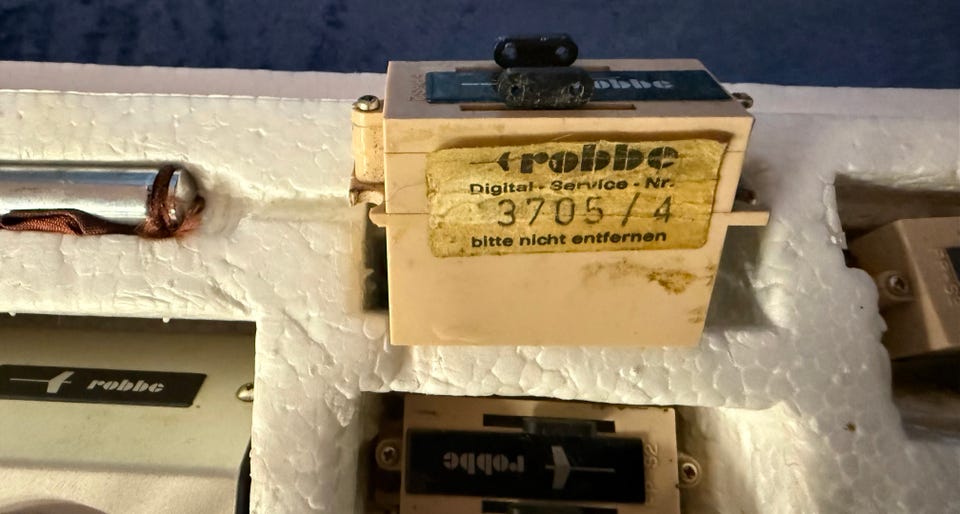 robbe
robbe
Digital - Service - Nr.
3705/4
bitte nicht entfernen
robbe
robbe